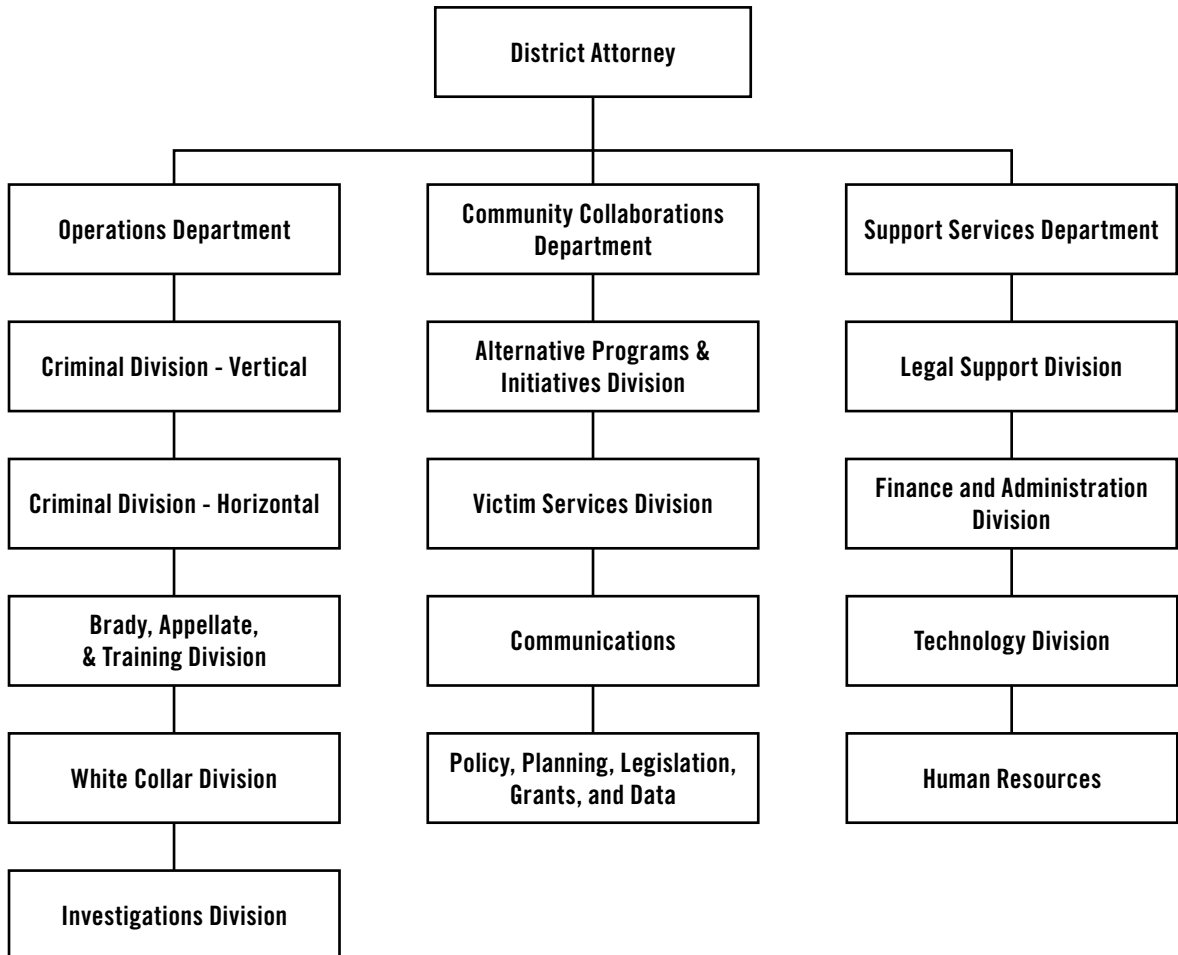 District Attorney
Operations Department
Criminal Division - Vertical
Criminal Division - Horizontal
Brady, Appellate,
& Training Division
White Collar Division
Investigations Division
Community Collaborations
Department
Alternative Programs &
Initiatives Division
Victim Services Division
Communications
Policy, Planning, Legislation,
Grants, and Data
Support Services Department
Legal Support Division
Finance and Administration
Division
Technology Division
Human Resources